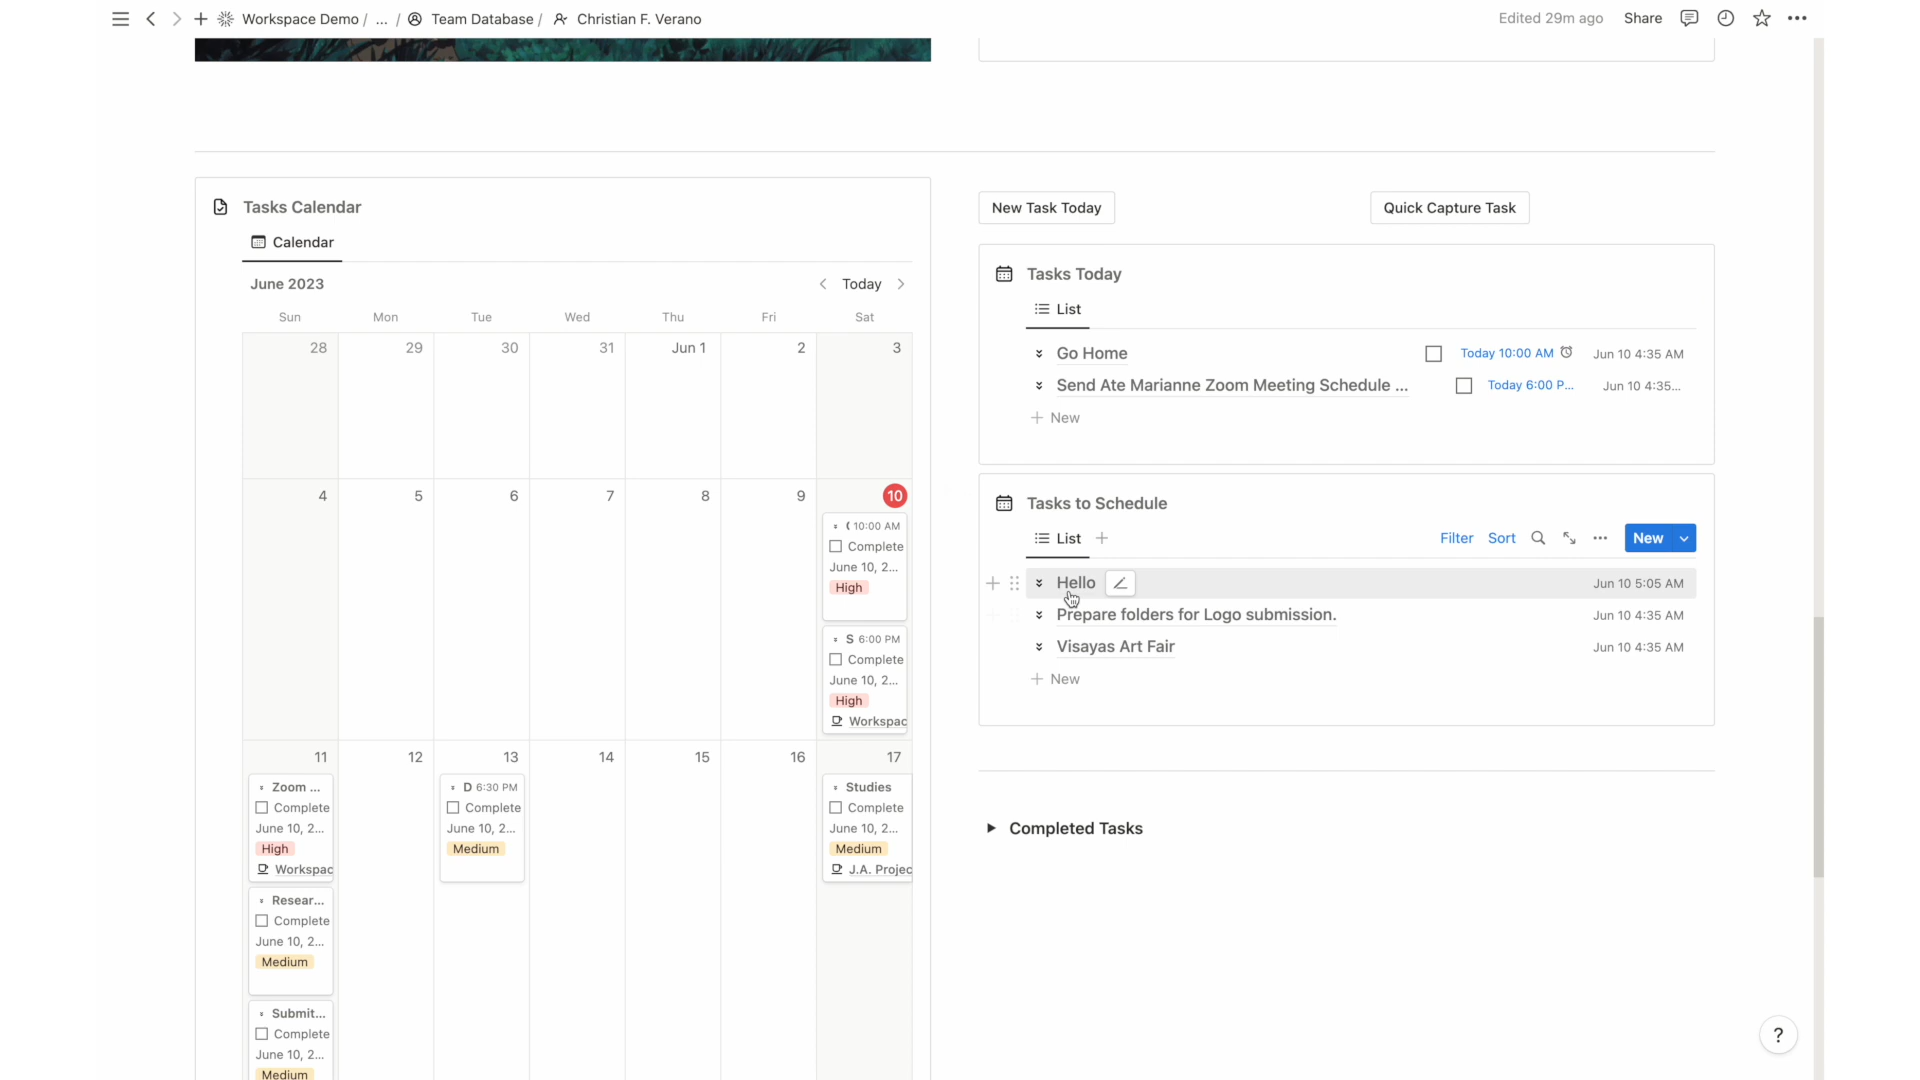 Workspace Demo / ... / Team Database / Christian F. Verano
Edited 29m ago Share
Tasks Calendar
Calendar
June 2023
Today
Sun Mon Tue Wed Thu Fri Sat
28 29 30 31 Jun 1 2 3
4 5 6 7 8 9 10
10:00 AM
Complete
June 10, 2...
High
S 6:00 PM
Complete
June 10, 2...
High
Workspac
11 12 13 14 15 16 17
Zoom ...
Complete
June 10, 2...
High
Workspac
D 6:30 PM
Complete
June 10, 2...
Medium
Studies
Complete
June 10, 2...
Medium
J.A. Projec
Resear...
Complete
June 10, 2...
Medium
Submit...
Complete
June 10, 2...
Medium
New Task Today
Quick Capture Task
Tasks Today
List
Go Home Today 10:00 AM Jun 10 4:35 AM
Send Ate Marianne Zoom Meeting Schedule ... Today 6:00 P... Jun 10 4:35...
+ New
Tasks to Schedule
List +
Filter Sort ... New
Hello Jun 10 5:05 AM
Prepare folders for Logo submission. Jun 10 4:35 AM
Visayas Art Fair Jun 10 4:35 AM
+ New
Completed Tasks
?